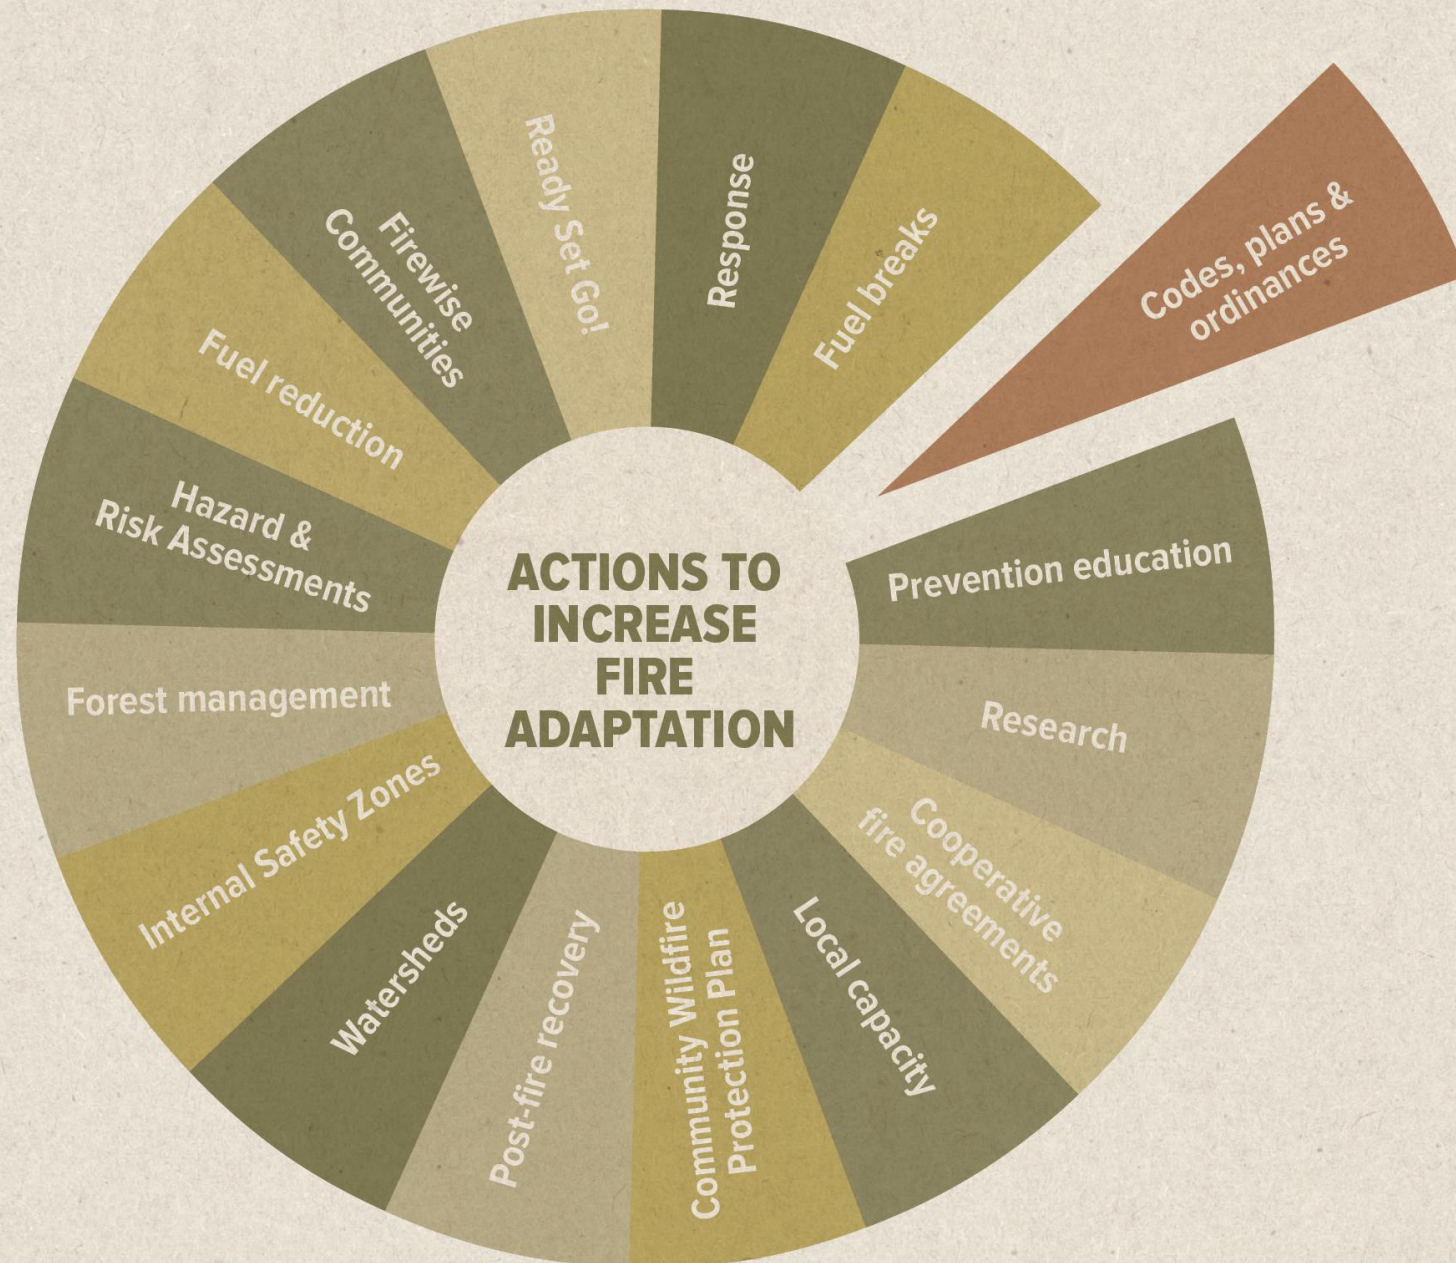 ACTIONS TO
INCREASE
FIRE
ADAPTATION
Response
Fuel breaks
Codes, plans &
ordinances
Prevention education
Research
Cooperative
fire agreements
Local capacity
Community Wildfire
Protection Plan
Post-fire recovery
Watersheds
Internal Safety Zones
Forest management
Hazard &
Risk Assessments
Fuel reduction
Firewise
Communities
Ready Set Go!